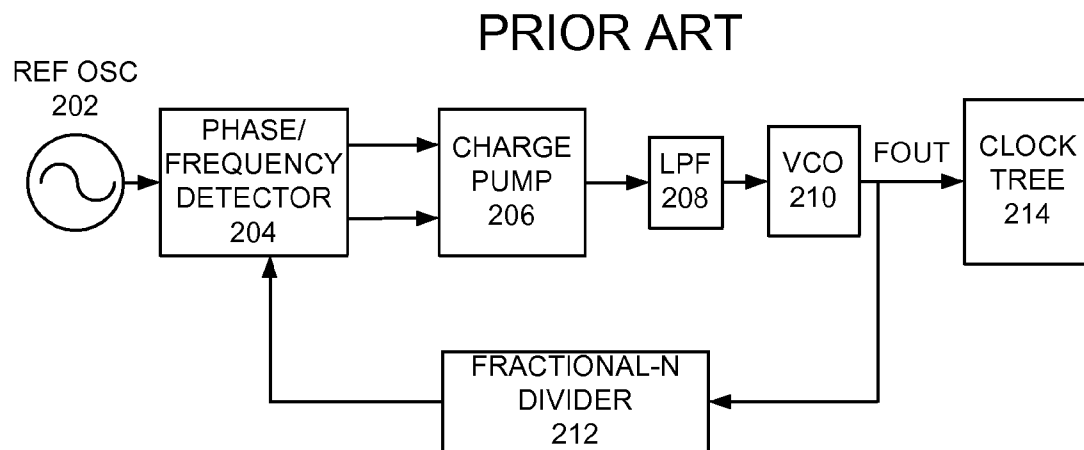 PRIOR ART
REF OSC
202
PHASE/
FREQUENCY
DETECTOR
204
CHARGE
PUMP
206
LPF
208
VCO
210
FOUT
CLOCK
TREE
214
FRACTIONAL-N
DIVIDER
212